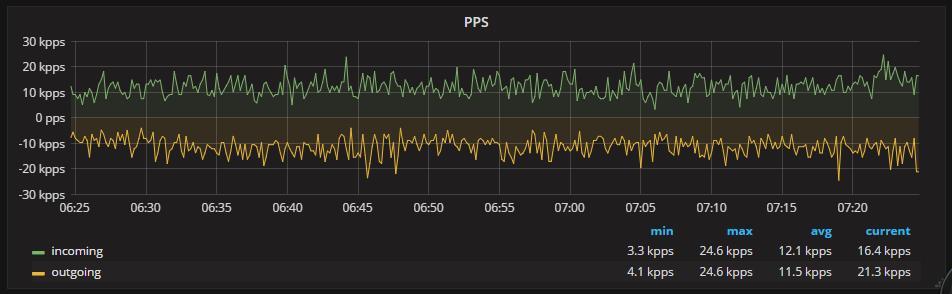 PPS
30 kpps
20 kpps
10 kpps
0 pps
-10 kpps
-20 kpps
-30 kpps
06:25 06:30 06:35 06:40 06:45 06:50 06:55 07:00 07:05 07:10 07:15 07:20
min max avg current
incoming 3.3 kpps 24.6 kpps 12.1 kpps 16.4 kpps
outgoing 4.1 kpps 24.6 kpps 11.5 kpps 21.3 kpps